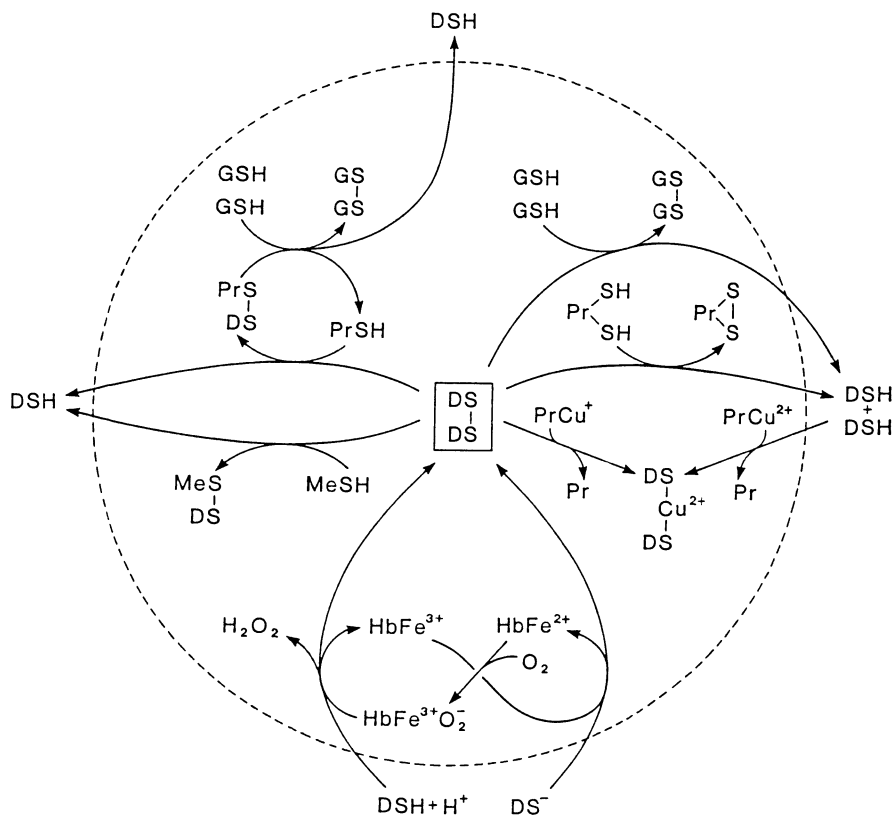 DSH
GSH
GS
GSH
GS
GSH
GS
GSH
GS
PrS
DS
PrSH
Pr
SH
SH
Pr
S
S
DSH
DS
DS
DSH
+
DSH
PrCu⁺
PrCu²⁺
MeS
DS
MeSH
Pr
Pr
DS
Cu²⁺
DS
H₂O₂
HbFe³⁺
HbFe²⁺
O₂
HbFe³⁺O₂⁻
DSH + H⁺
DS⁻